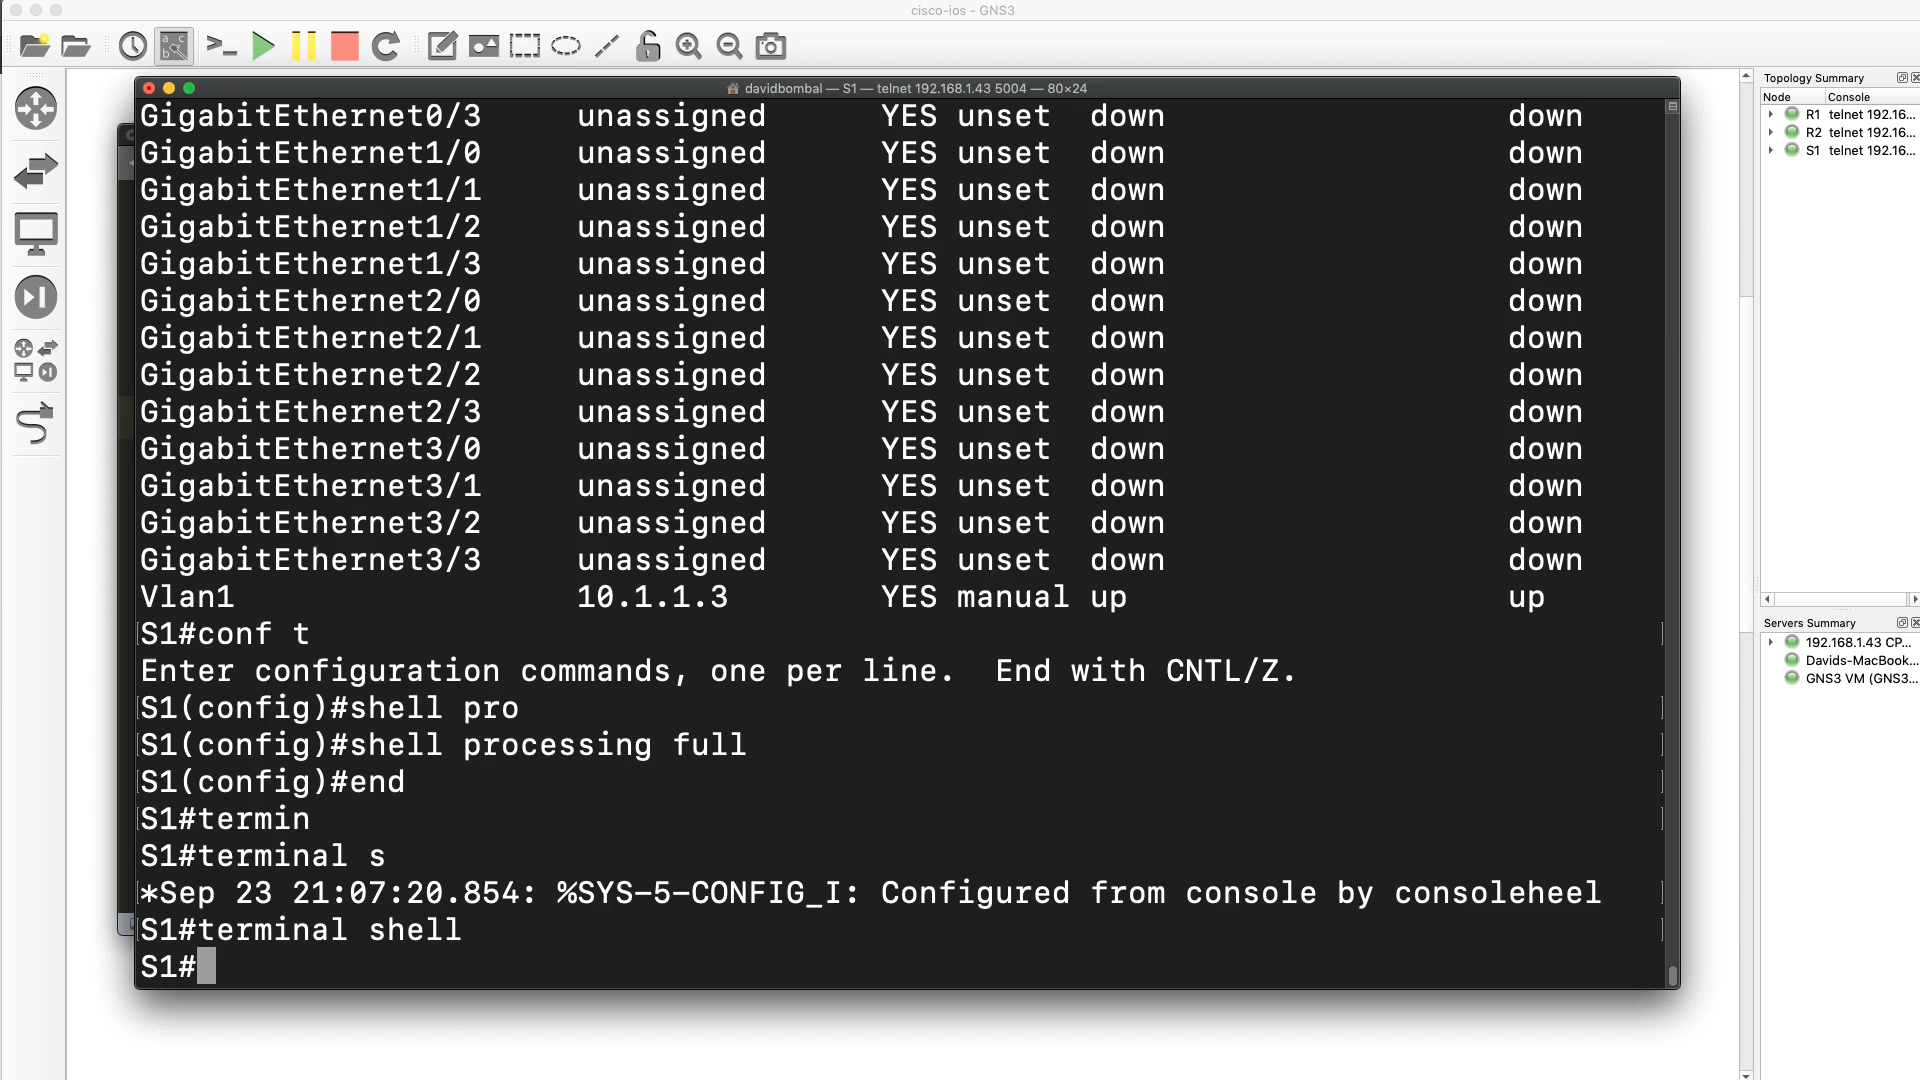 cisco-ios - GNS3
davidbombal — S1 — telnet 192.168.1.43 5004 — 80×24
GigabitEthernet0/3 unassigned YES unset down down
GigabitEthernet1/0 unassigned YES unset down down
GigabitEthernet1/1 unassigned YES unset down down
GigabitEthernet1/2 unassigned YES unset down down
GigabitEthernet1/3 unassigned YES unset down down
GigabitEthernet2/0 unassigned YES unset down down
GigabitEthernet2/1 unassigned YES unset down down
GigabitEthernet2/2 unassigned YES unset down down
GigabitEthernet2/3 unassigned YES unset down down
GigabitEthernet3/0 unassigned YES unset down down
GigabitEthernet3/1 unassigned YES unset down down
GigabitEthernet3/2 unassigned YES unset down down
GigabitEthernet3/3 unassigned YES unset down down
Vlan1 10.1.1.3 YES manual up up
[S1#conf t ]
Enter configuration commands, one per line. End with CNTL/Z.
[S1(config)#shell pro ]
[S1(config)#shell processing full ]
[S1(config)#end ]
[S1#termin ]
S1#terminal s
[*Sep 23 21:07:20.854: %SYS-5-CONFIG_I: Configured from console by consoleheel ]
[S1#terminal shell ]
S1#
Topology Summary
Node Console
R1 telnet 192.16...
R2 telnet 192.16...
S1 telnet 192.16...
Servers Summary
192.168.1.43 CP...
Davids-MacBook...
GNS3 VM (GNS3...